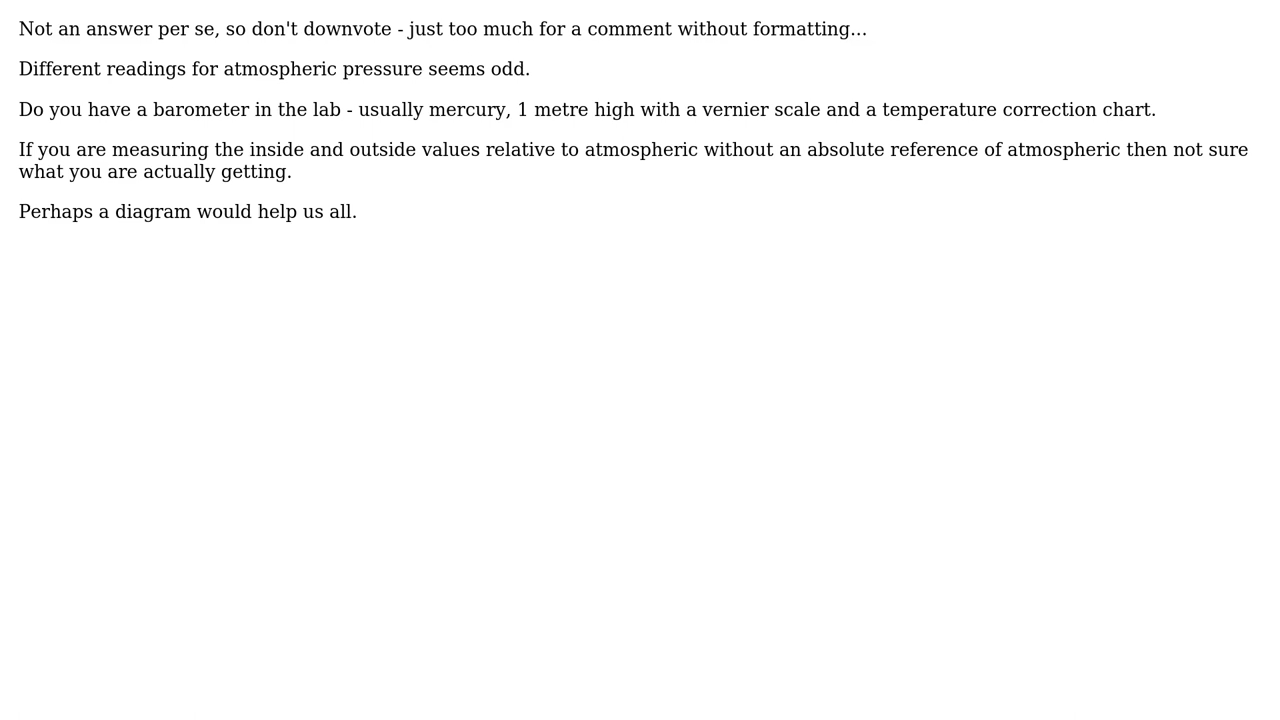 Not an answer per se, so don't downvote - just too much for a comment without formatting...
Different readings for atmospheric pressure seems odd.
Do you have a barometer in the lab - usually mercury, 1 metre high with a vernier scale and a temperature correction chart.
If you are measuring the inside and outside values relative to atmospheric without an absolute reference of atmospheric then not sure
what you are actually getting.
Perhaps a diagram would help us all.